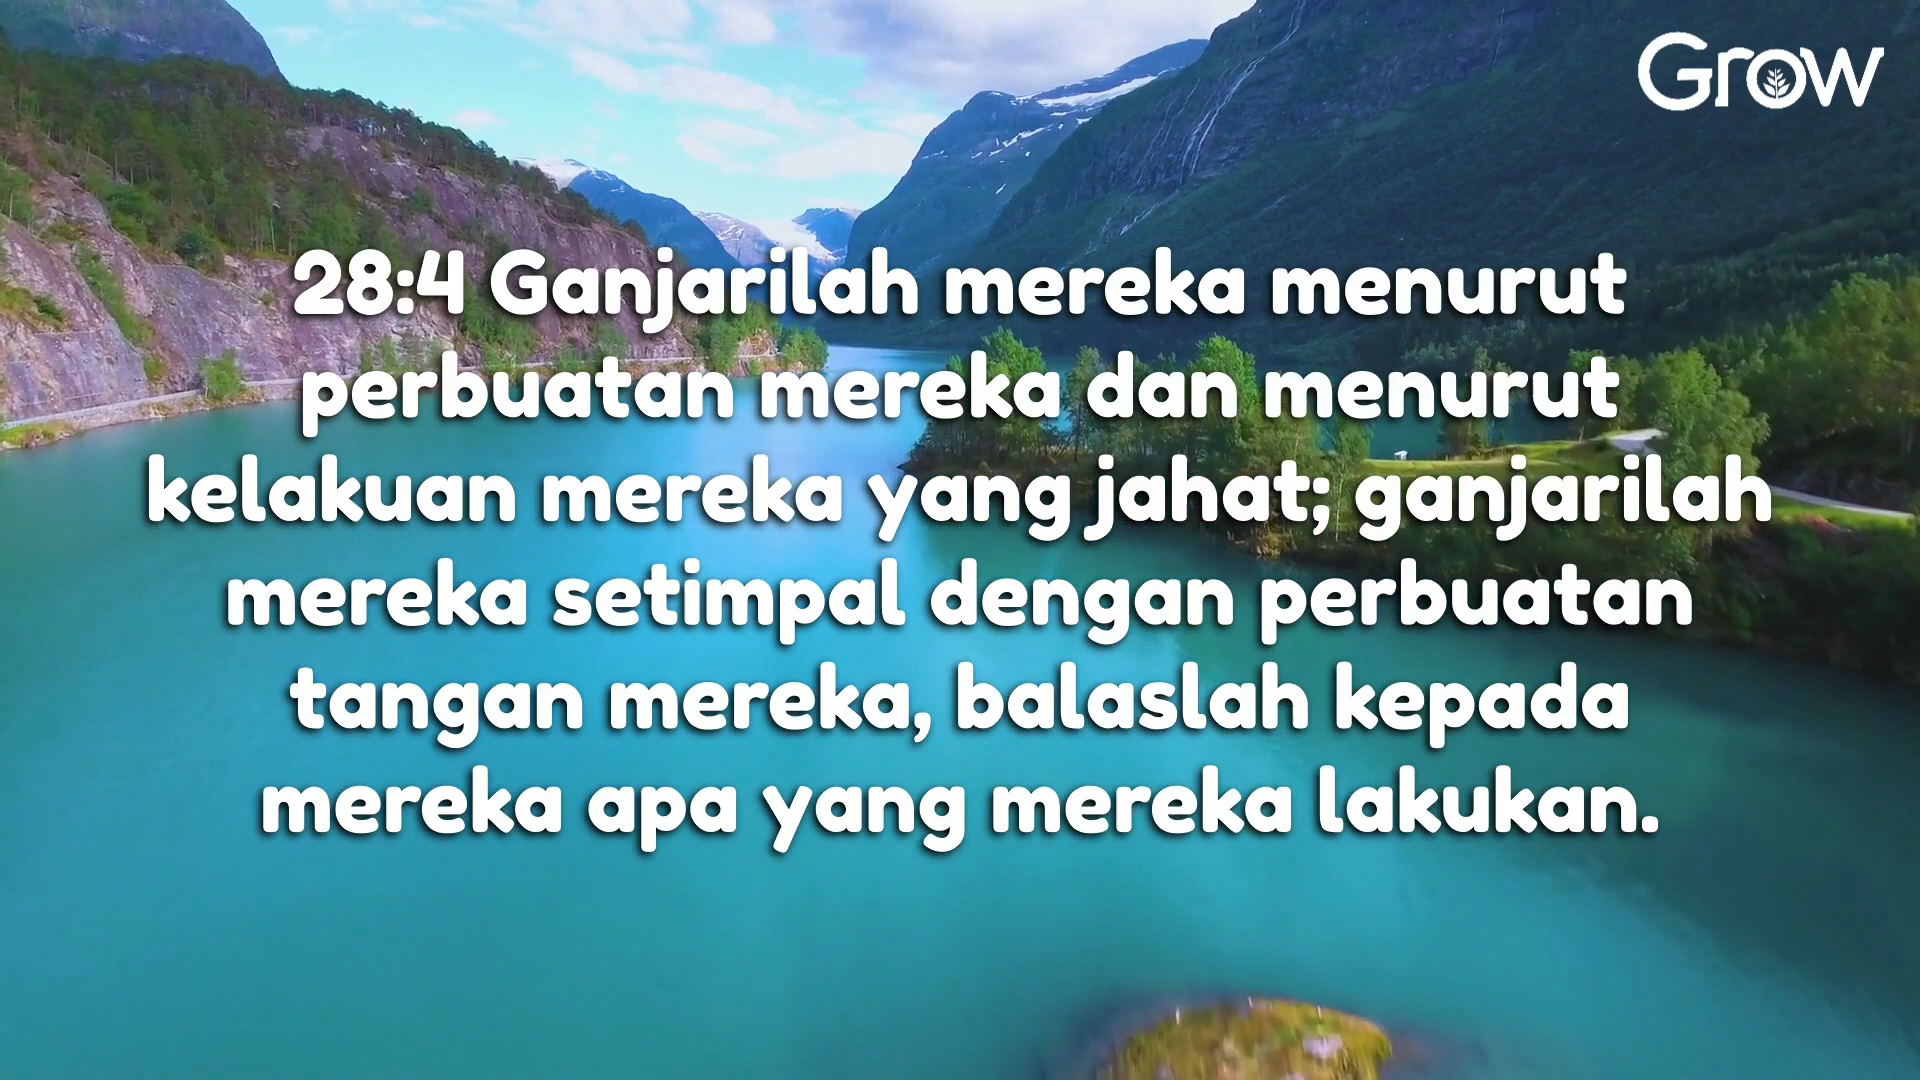 Grow
28:4 Ganjarilah mereka menurut
perbuatan mereka dan menurut
kelakuan mereka yang jahat; ganjarilah
mereka setimpal dengan perbuatan
tangan mereka, balaslah kepada
mereka apa yang mereka lakukan.